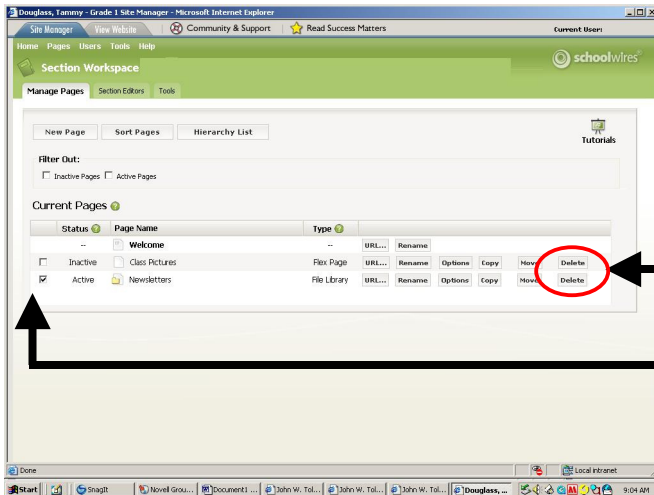 Douglass, Tammy - Grade 1 Site Manager - Microsoft Internet Explorer
Site Manager View Website Community & Support Read Success Matters Current User:
Home Pages Users Tools Help
schoolwires
Section Workspace
Manage Pages Section Editors Tools
New Page Sort Pages Hierarchy List
Tutorials
Filter Out:
Inactive Pages Active Pages
Current Pages
Status Page Name Type
-- Welcome -- URL... Rename
Inactive Class Pictures Flex Page URL... Rename Options Copy Move Delete
Active Newsletters File Library URL... Rename Options Copy Move Delete
Done Local intranet
Start SnagIt Novell Grou... Document1 ... John W. Tol... John W. Tol... John W. Tol... Douglass, ... 9:04 AM